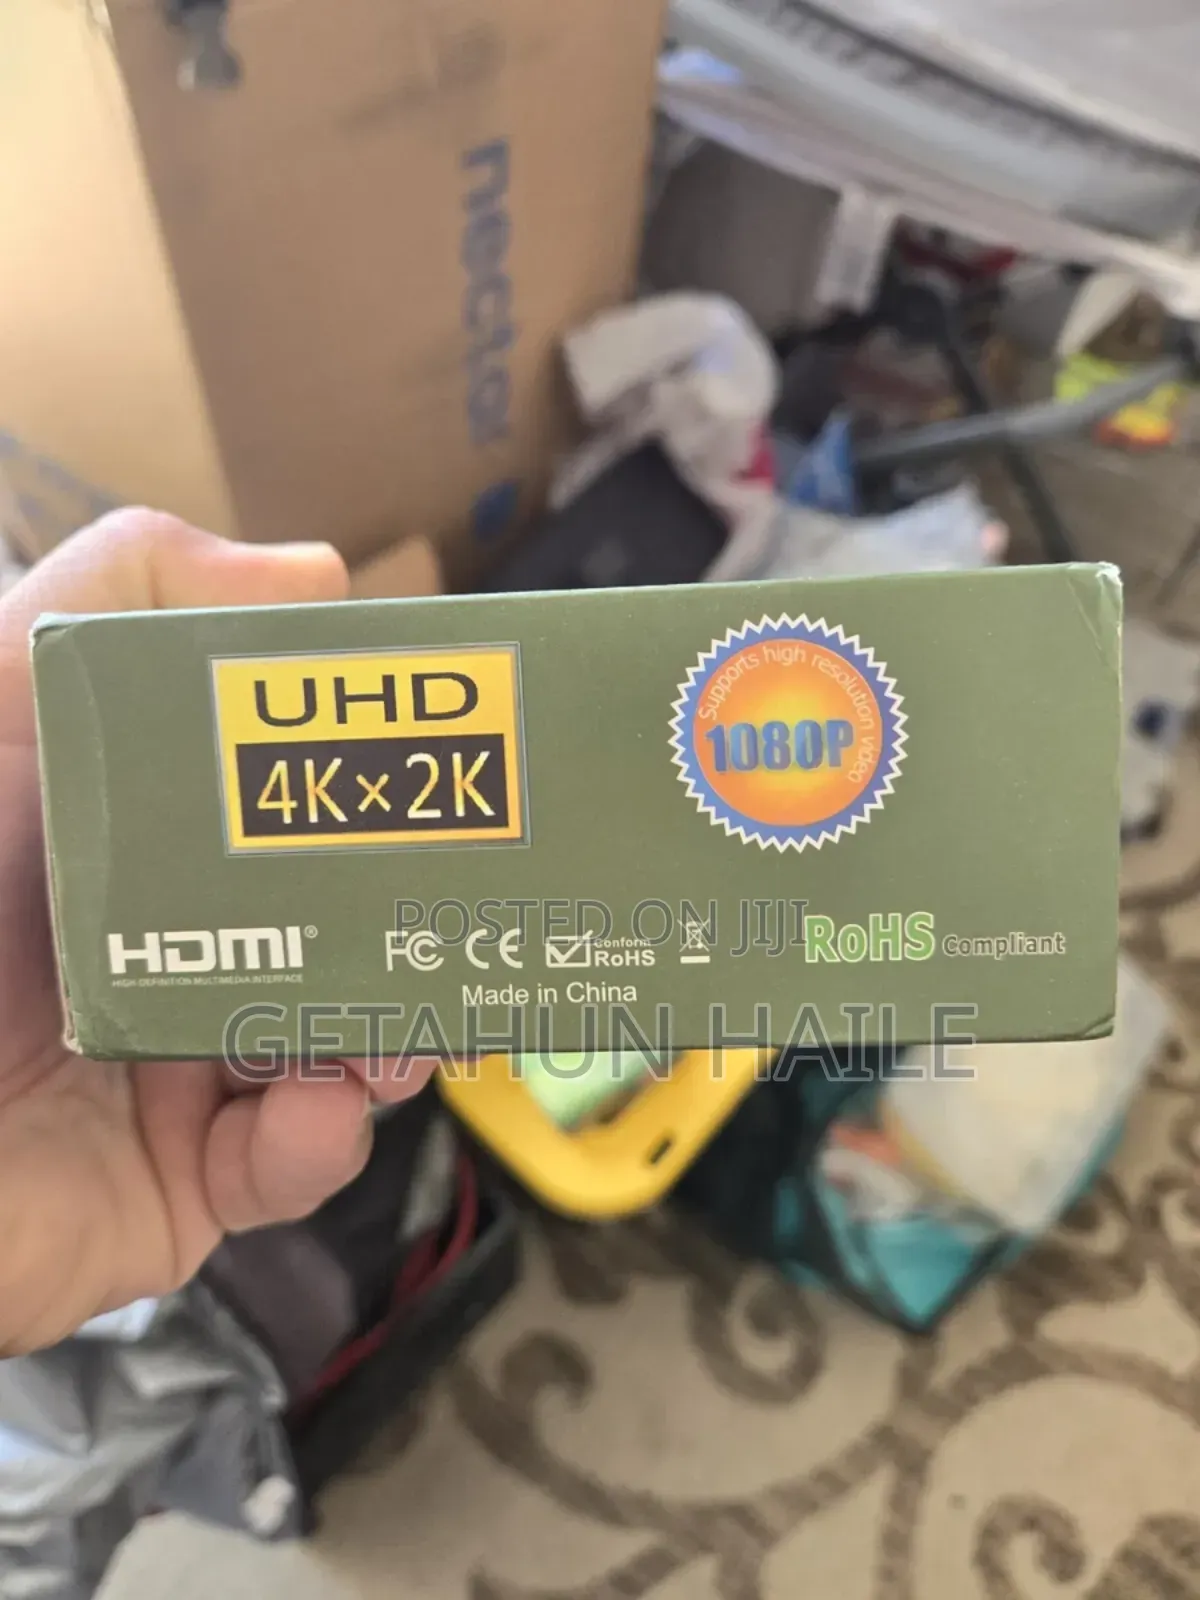 nectar
UHD
4K×2K
Supports high resolution video
1080P
HDMI®
HIGH-DEFINITION MULTIMEDIA INTERFACE
FC CE Conform RoHS
RoHS Compliant
Made in China
POSTED ON JIJI
GETAHUN HAILE